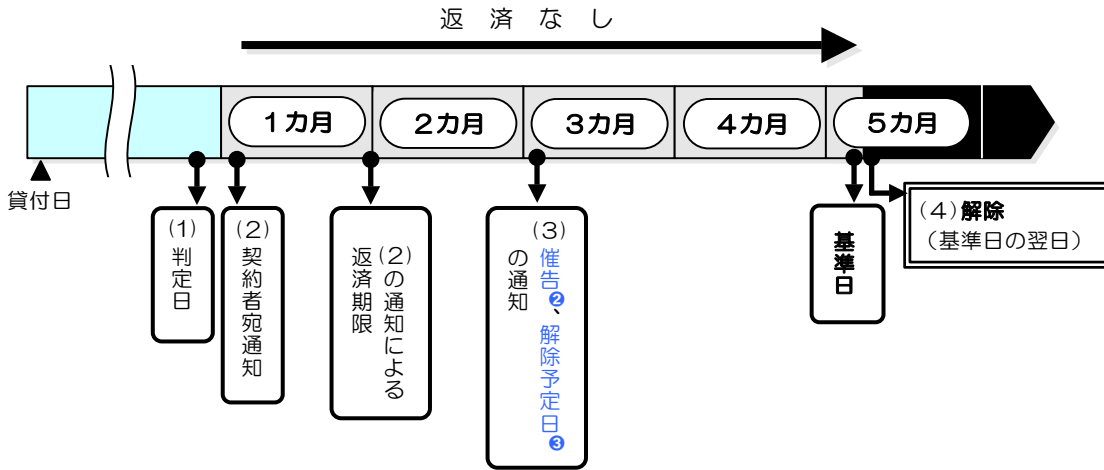 返済なし
1カ月
2カ月
3カ月
4カ月
5カ月
貸付日
(1)
判定日
(2)
契約者宛通知
(2)の通知による
返済期限
(3)
催告❷、解除予定日❸
の通知
基準日
(4)解除
(基準日の翌日)